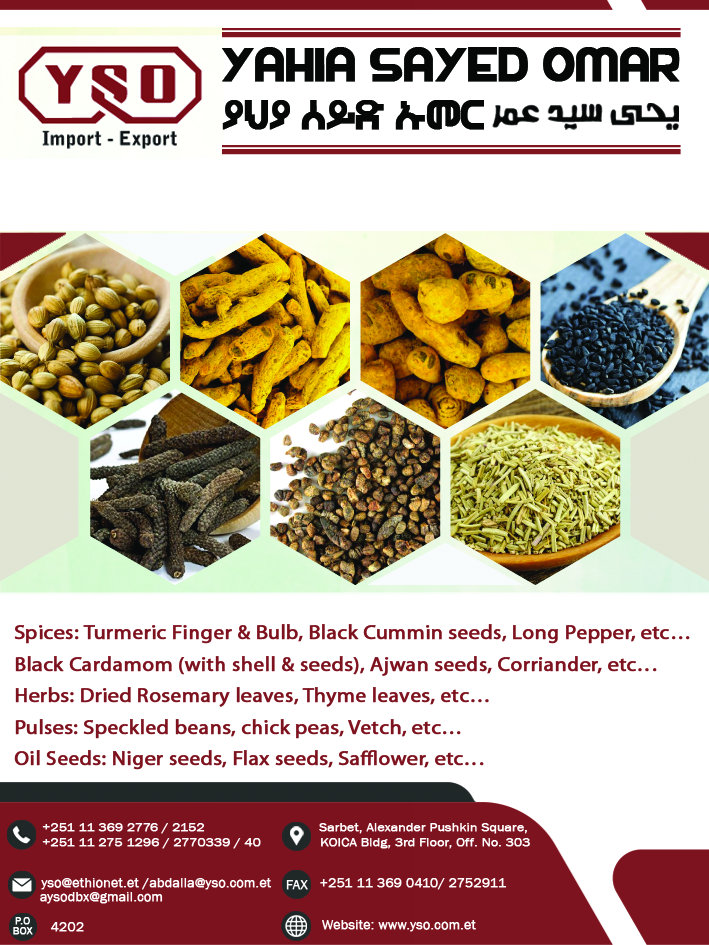 YSO
Import - Export
YAHIA SAYED OMAR
ያህያ ሰይድ ኡመር يحى سيد عمر
Spices: Turmeric Finger & Bulb, Black Cummin seeds, Long Pepper, etc...
Black Cardamom (with shell & seeds), Ajwan seeds, Corriander, etc...
Herbs: Dried Rosemary leaves, Thyme leaves, etc...
Pulses: Speckled beans, chick peas, Vetch, etc...
Oil Seeds: Niger seeds, Flax seeds, Safflower, etc...
+251 11 369 2776 / 2152
+251 11 275 1296 / 2770339 / 40
Sarbet, Alexander Pushkin Square,
KOICA Bldg, 3rd Floor, Off. No. 303
yso@ethionet.et /abdalla@yso.com.et
aysodbx@gmail.com
FAX +251 11 369 0410/ 2752911
P.O
BOX 4202
Website: www.yso.com.et